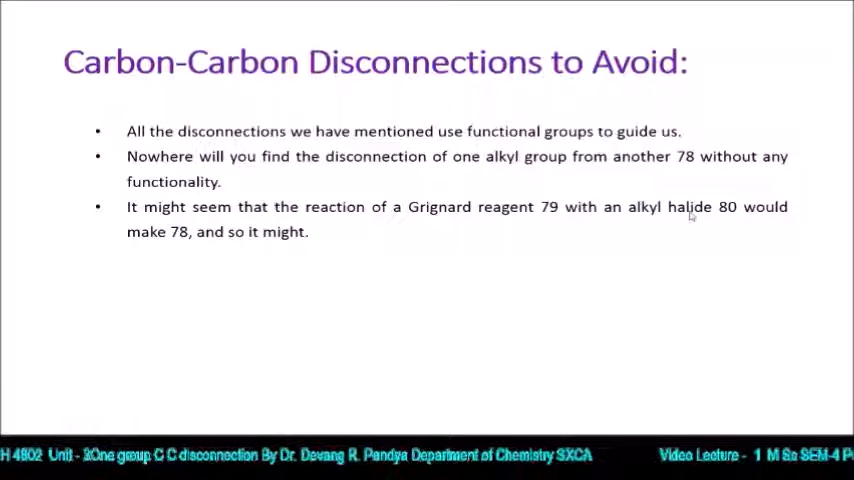 Carbon-Carbon Disconnections to Avoid:
• All the disconnections we have mentioned use functional groups to guide us.
• Nowhere will you find the disconnection of one alkyl group from another 78 without any
functionality.
• It might seem that the reaction of a Grignard reagent 79 with an alkyl halide 80 would
make 78, and so it might.
H 4802 Unit - One group C C disconnection By Dr. Devang R. Pandya Department of Chemistry SXCA Video Lecture - 1 M Sc SEM-4